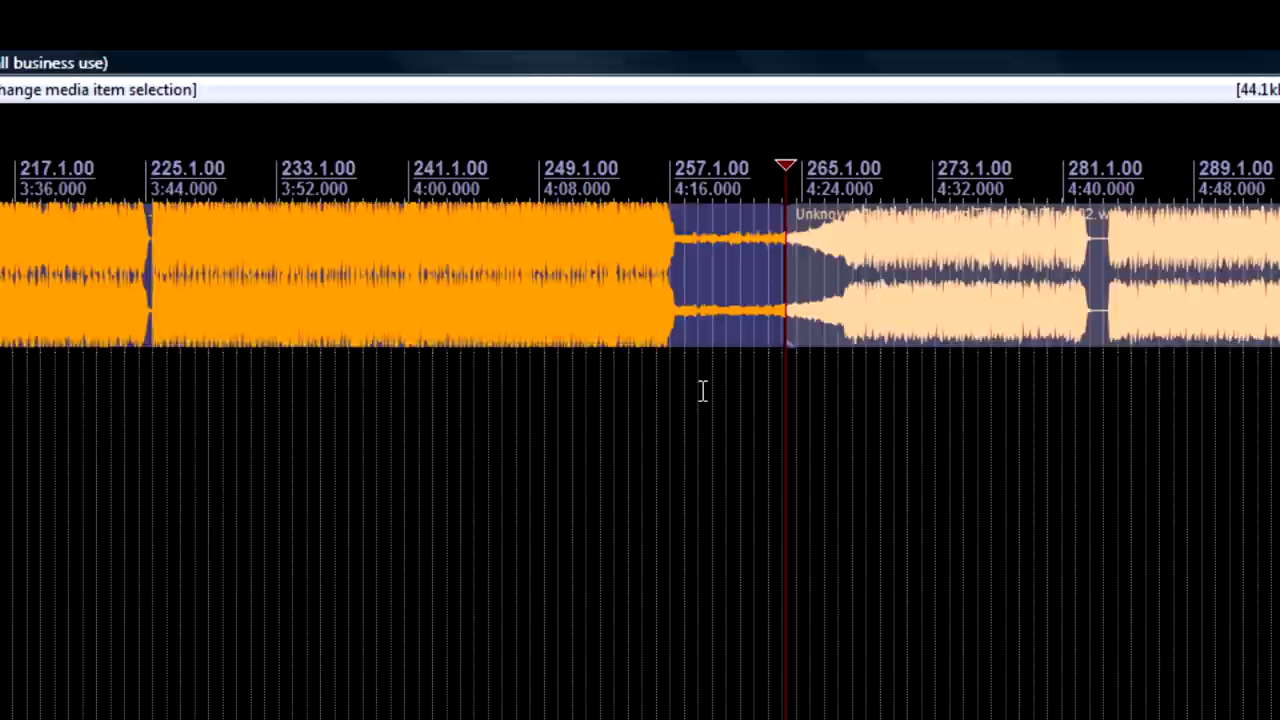 ll business use)
hange media item selection]
[44.1k
217.1.00 225.1.00 233.1.00 241.1.00 249.1.00 257.1.00 265.1.00 273.1.00 281.1.00 289.1.00
3:36.000 3:44.000 3:52.000 4:00.000 4:08.000 4:16.000 4:24.000 4:32.000 4:40.000 4:48.000